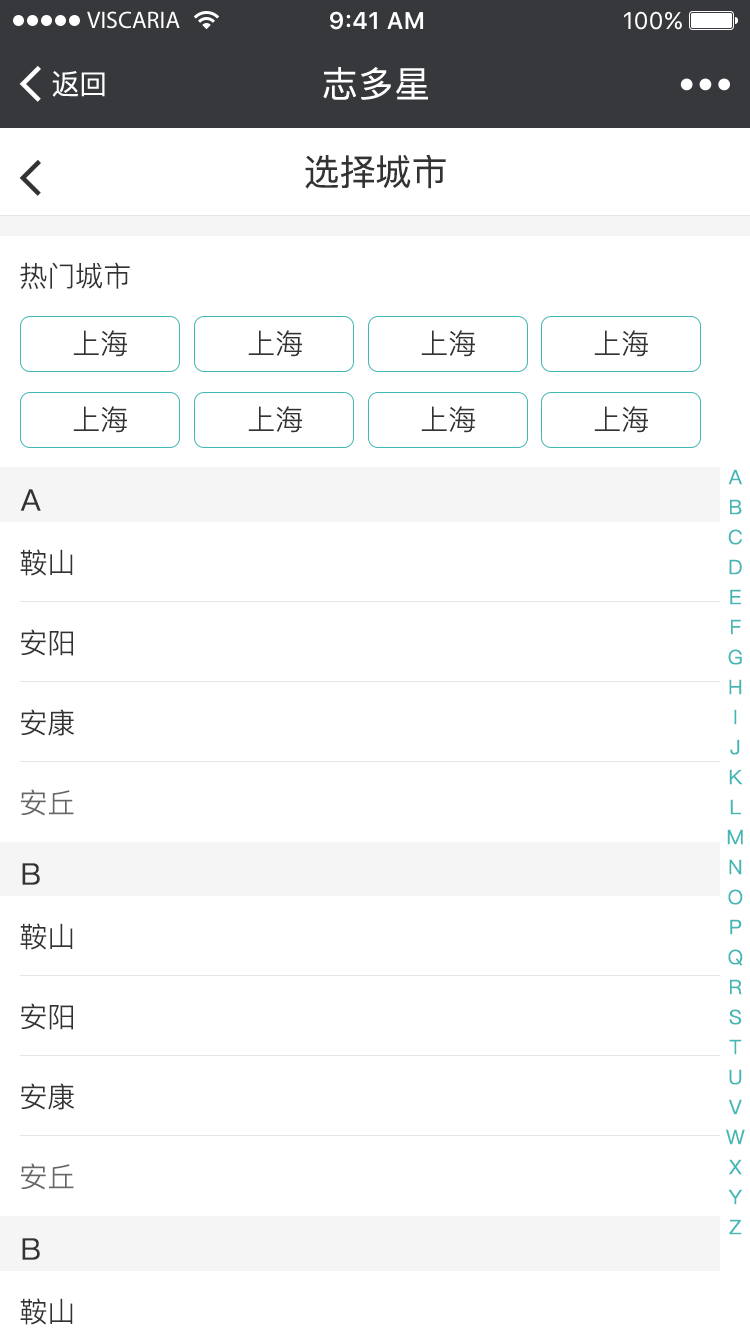 VISCARIA 9:41 AM 100%
返回 志多星
选择城市
热门城市
上海 上海 上海 上海
上海 上海 上海 上海
A
鞍山
安阳
安康
安丘
B
鞍山
安阳
安康
安丘
B
鞍山
A
B
C
D
E
F
G
H
I
J
K
L
M
N
O
P
Q
R
S
T
U
V
W
X
Y
Z